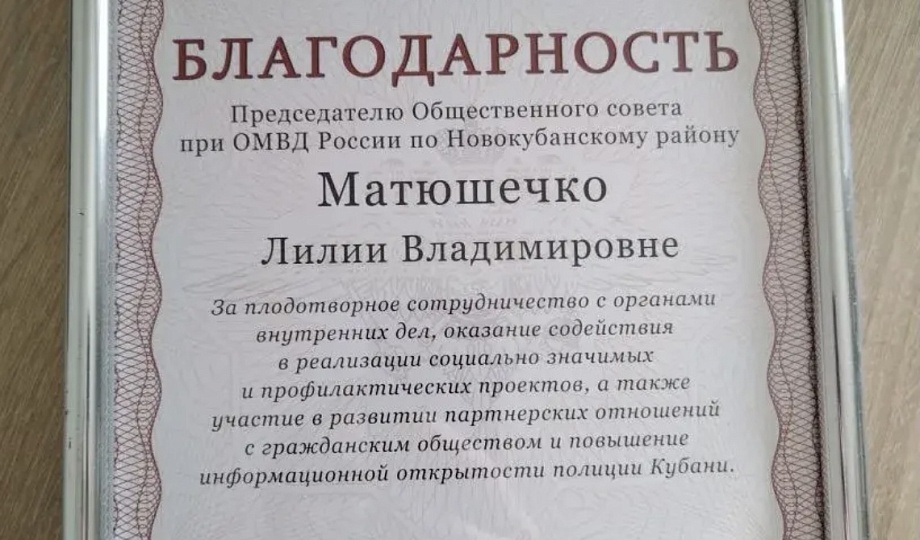 БЛАГОДАРНОСТЬ
Председателю Общественного совета
при ОМВД России по Новокубанскому району
Матюшечко
Лилии Владимировне
За плодотворное сотрудничество с органами
внутренних дел, оказание содействия
в реализации социально значимых
и профилактических проектов, а также
участие в развитии партнерских отношений
с гражданским обществом и повышение
информационной открытости полиции Кубани.